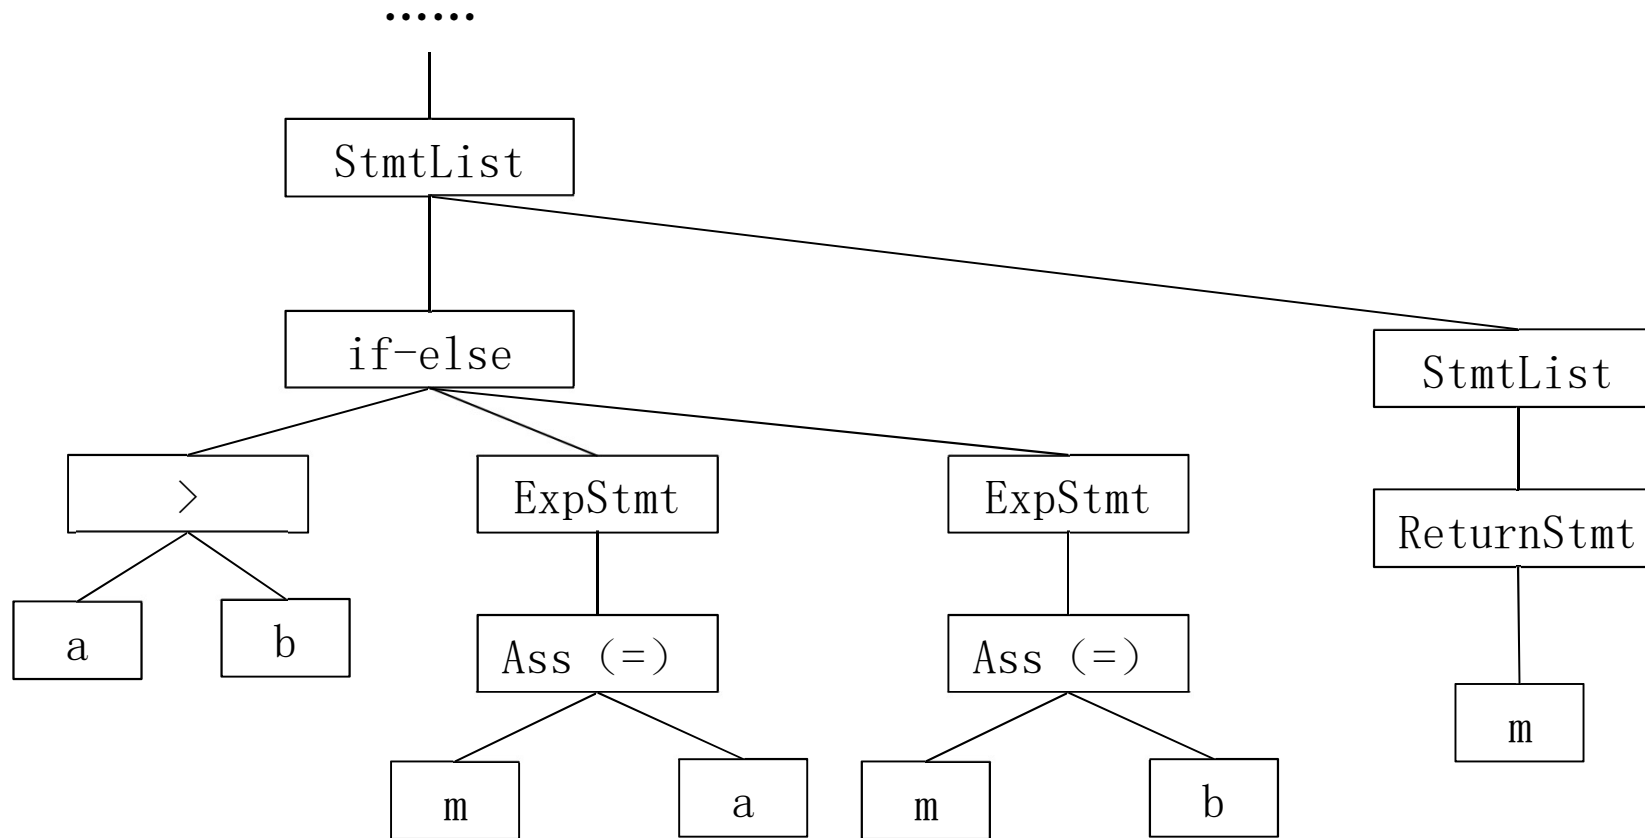 ......
StmtList
if-else
StmtList
>
ExpStmt
ExpStmt
ReturnStmt
a
b
Ass (=)
Ass (=)
m
m
a
m
b